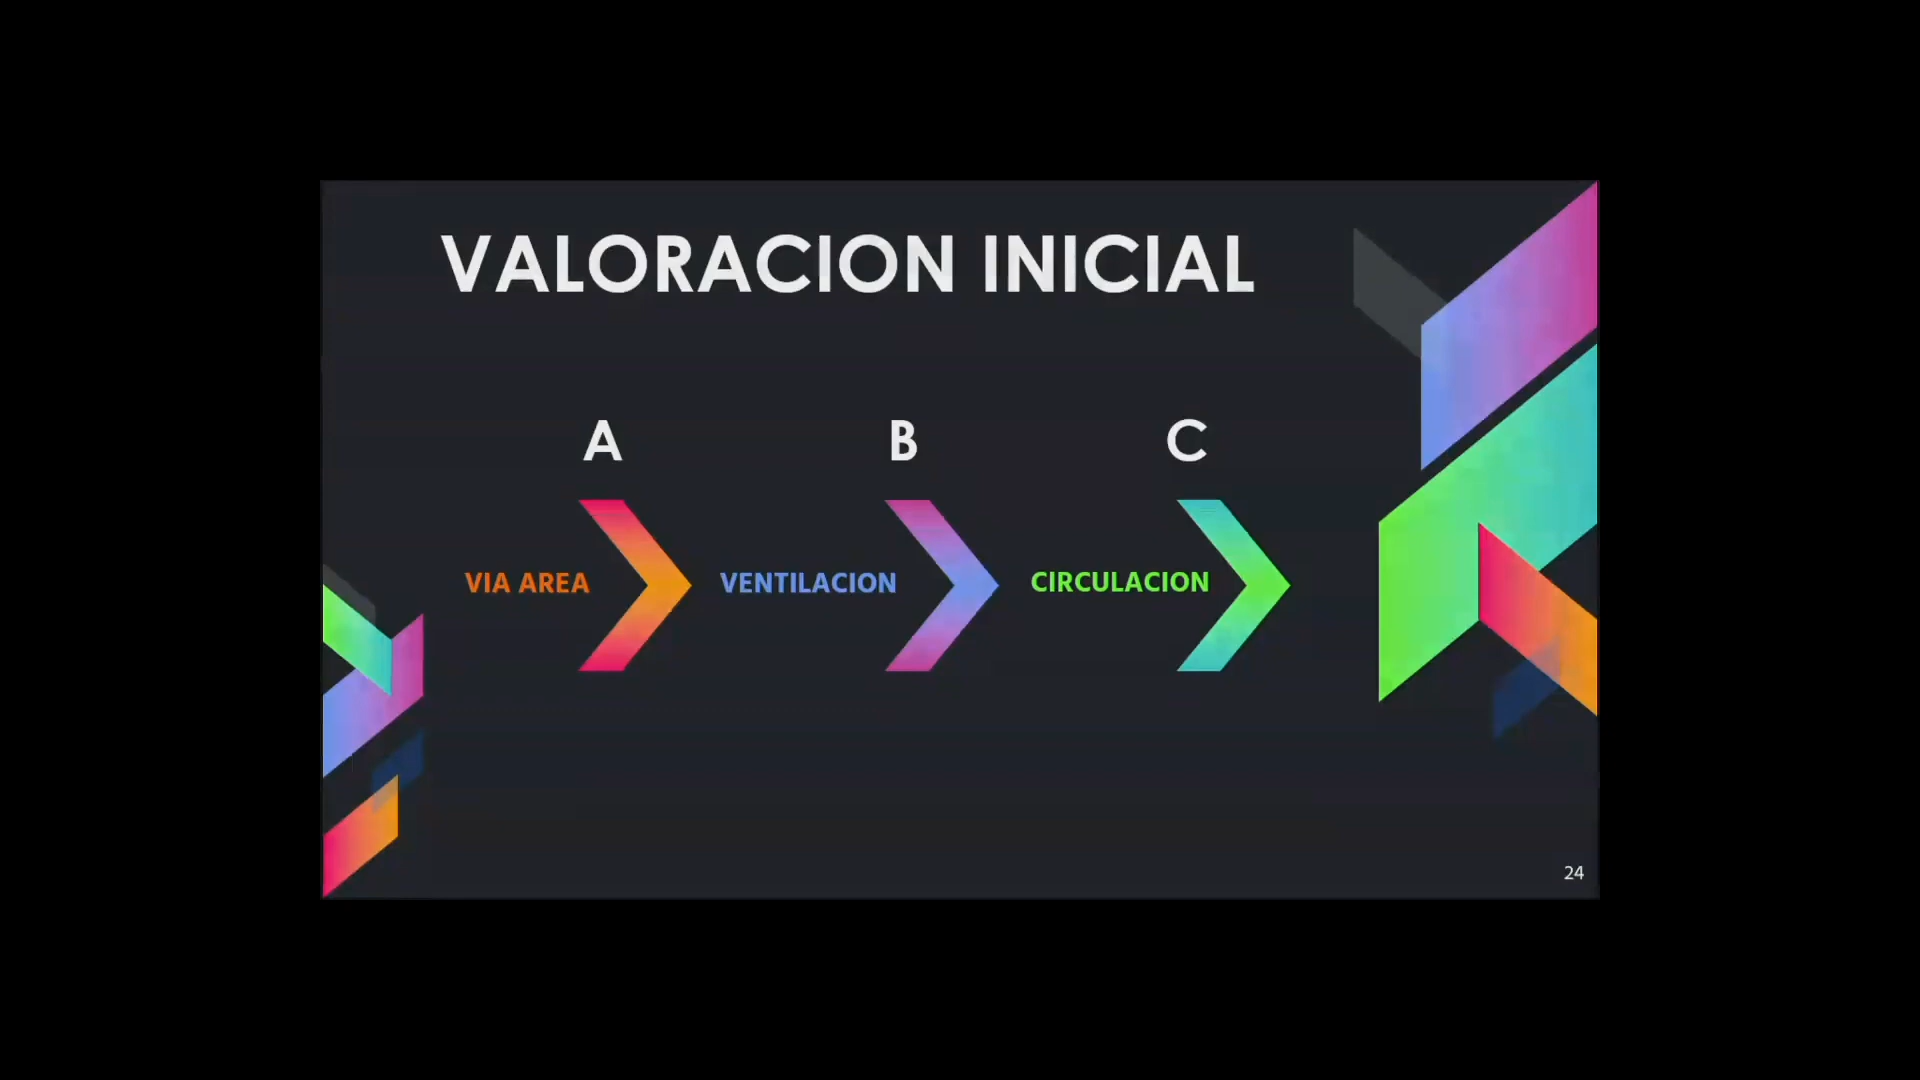 VALORACION INICIAL
A
B
C
VIA AREA
VENTILACION
CIRCULACION
24